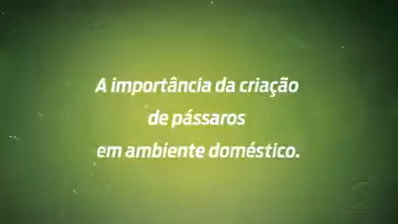 A importância da criação
de pássaros
em ambiente doméstico.